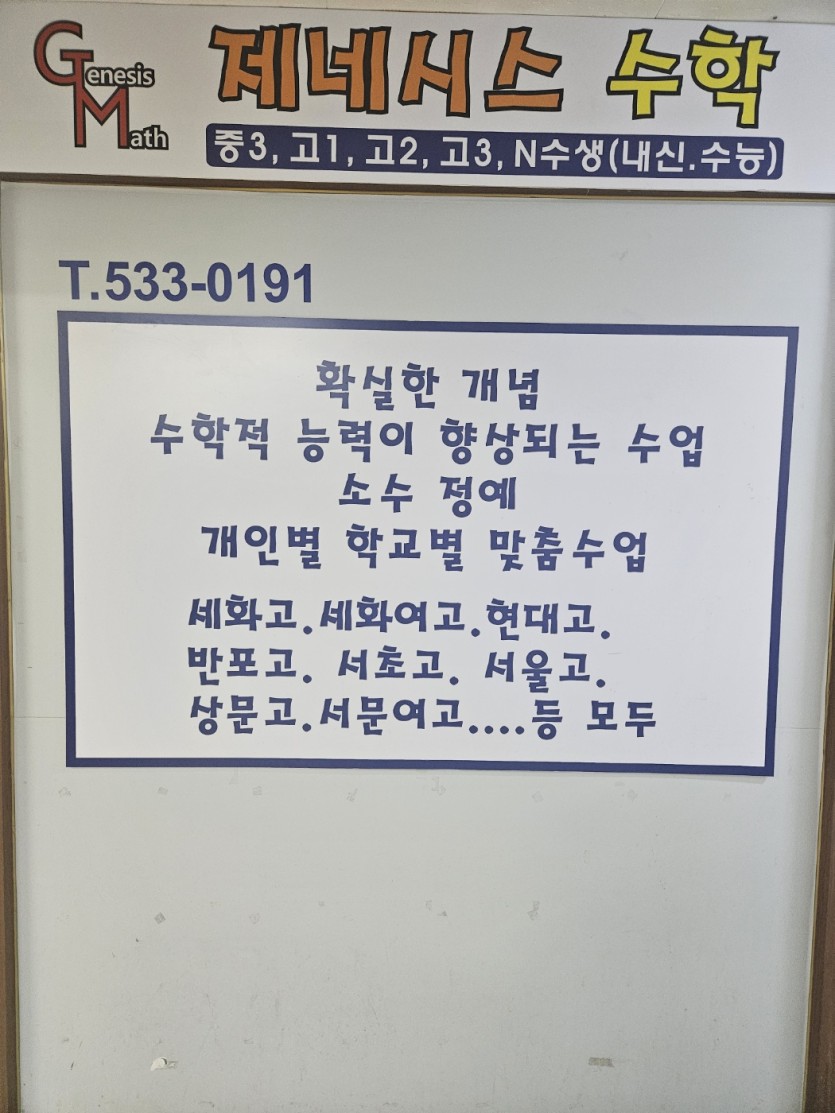 Genesis Math
제네시스 수학
중3, 고1, 고2, 고3, N수생(내신.수능)
T.533-0191
확실한 개념
수학적 능력이 향상되는 수업
소수 정예
개인별 학교별 맞춤수업
세화고.세화여고.현대고.
반포고. 서초고. 서울고.
상문고.서문여고....등 모두